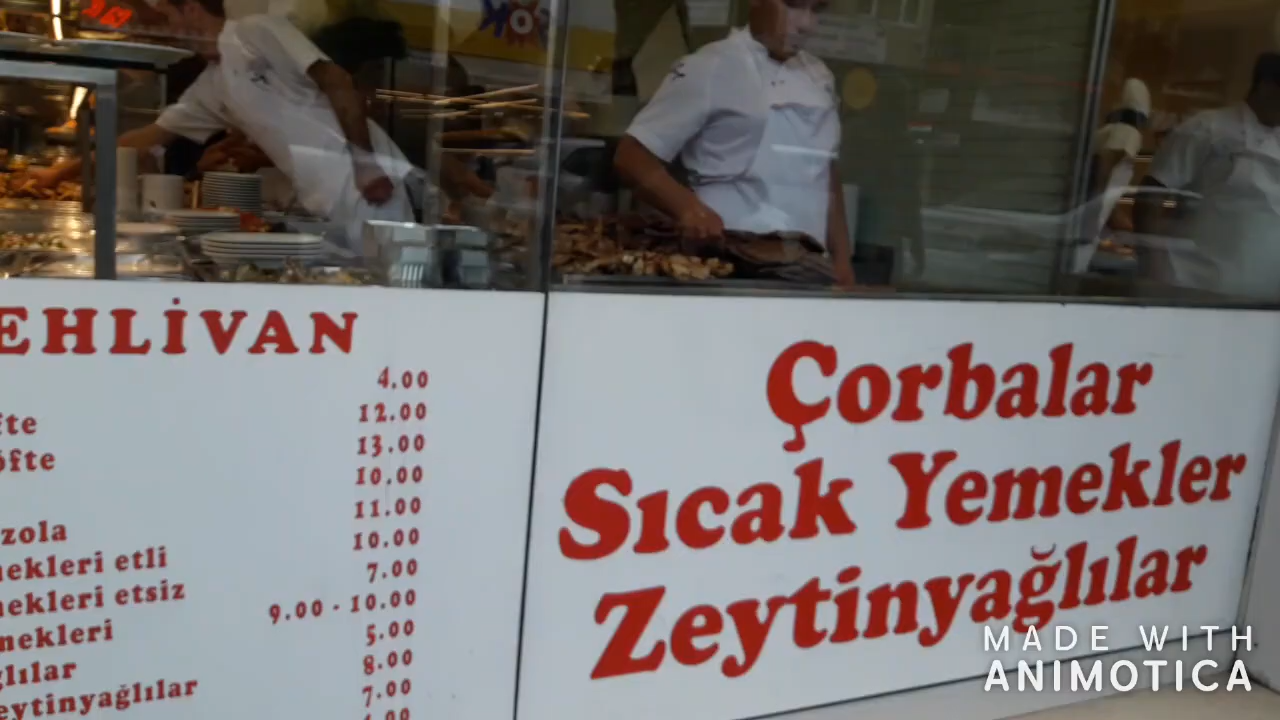 EHLİVAN
4.00
fte 12.00
öfte 13.00
10.00
11.00
zola 10.00
ekleri etli 7.00
ekleri etsiz 9.00 - 10.00
nekleri 5.00
ğlılar 8.00
eytinyağlılar 7.00
Çorbalar
Sıcak Yemekler
Zeytinyağlılar
MADE WITH
ANIMOTICA